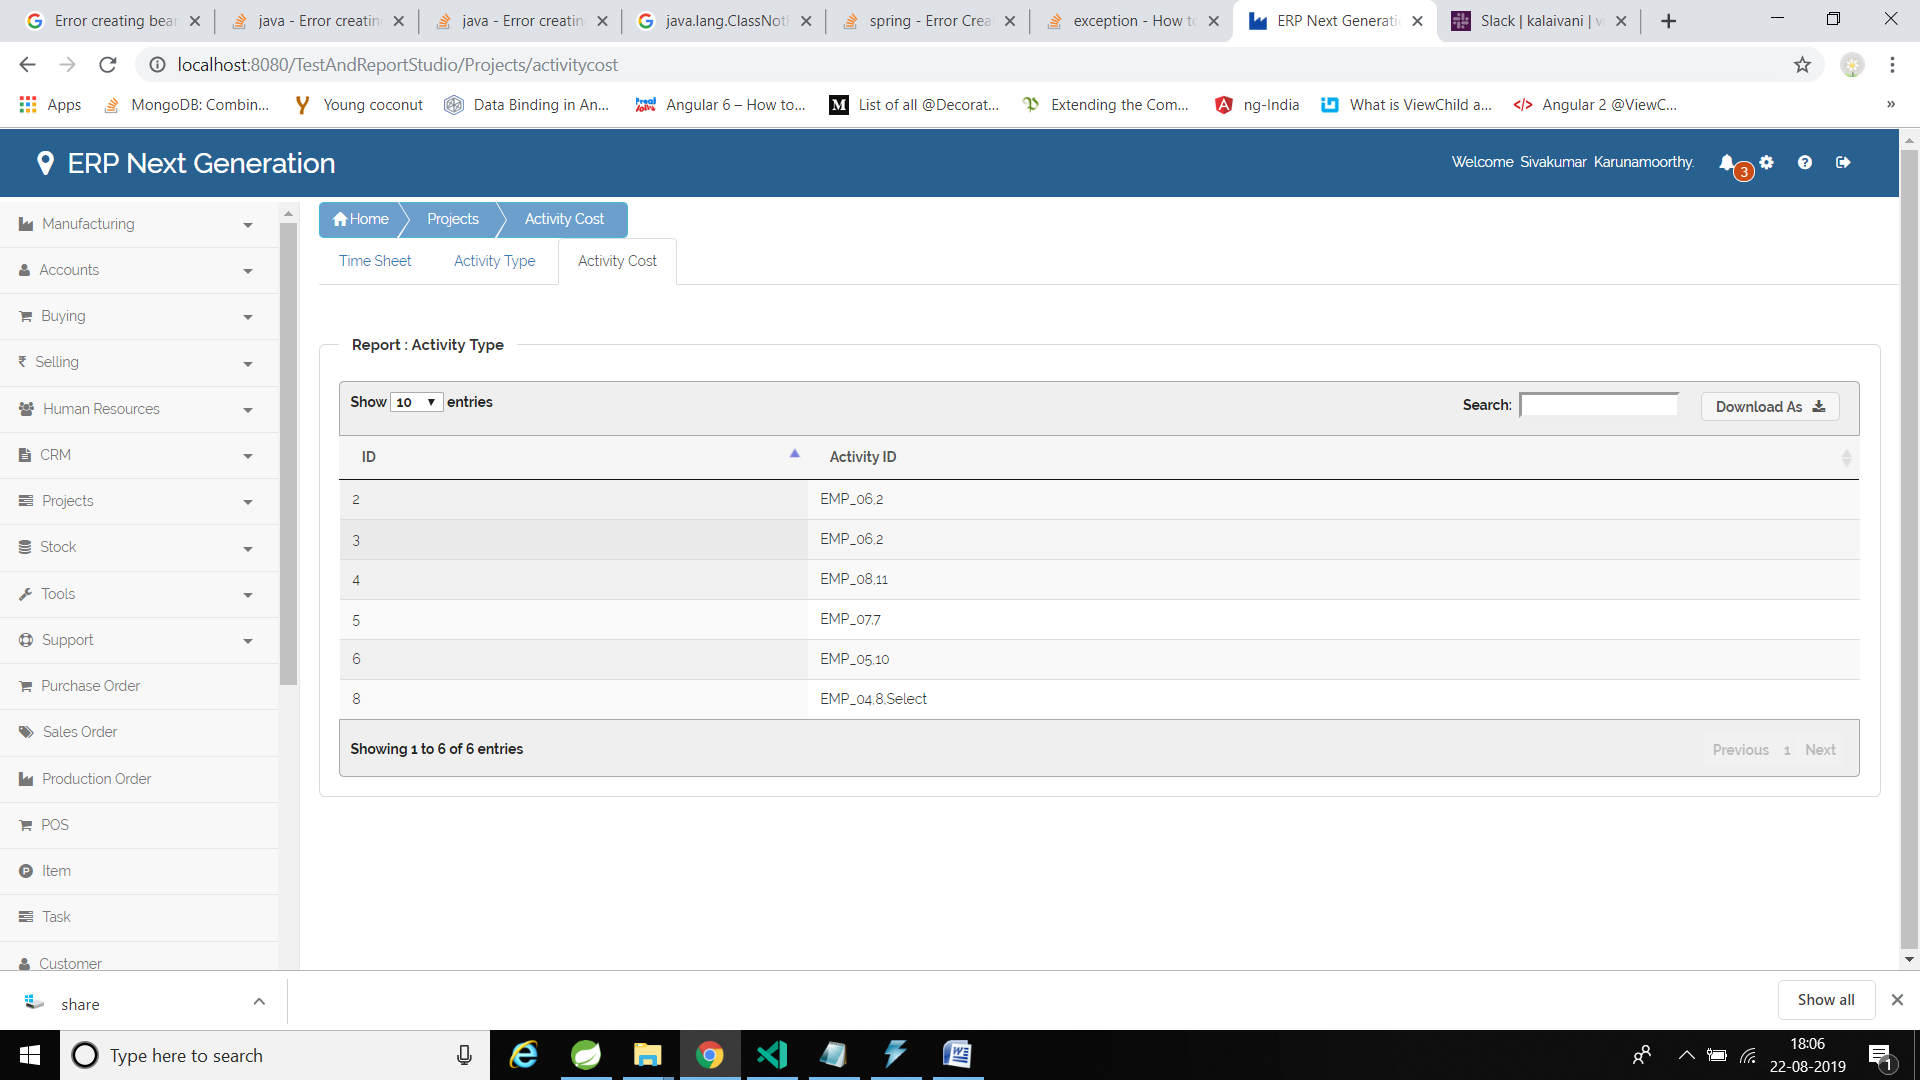 Error creating bea
java - Error creatin
java - Error creatin
java.lang.ClassNot
spring - Error Crea
exception - How to
ERP Next Generati
Slack | kalaivani | v
localhost:8080/TestAndReportStudio/Projects/activitycost
Apps
MongoDB: Combin...
Young coconut
Data Binding in An...
Angular 6 – How to...
List of all @Decorat...
Extending the Com...
ng-India
What is ViewChild a...
Angular 2 @ViewC...
»
ERP Next Generation
Welcome Sivakumar Karunamoorthy.
3
Manufacturing
Accounts
Buying
₹ Selling
Human Resources
CRM
Projects
Stock
Tools
Support
Purchase Order
Sales Order
Production Order
POS
Item
Task
Customer
Home Projects Activity Cost
Time Sheet Activity Type Activity Cost
Report : Activity Type
Show 10 entries
Search:
Download As
ID Activity ID
2 EMP_06,2
3 EMP_06,2
4 EMP_08,11
5 EMP_07,7
6 EMP_05,10
8 EMP_04,8,Select
Showing 1 to 6 of 6 entries
Previous 1 Next
share
Show all
Type here to search
18:06
22-08-2019
1